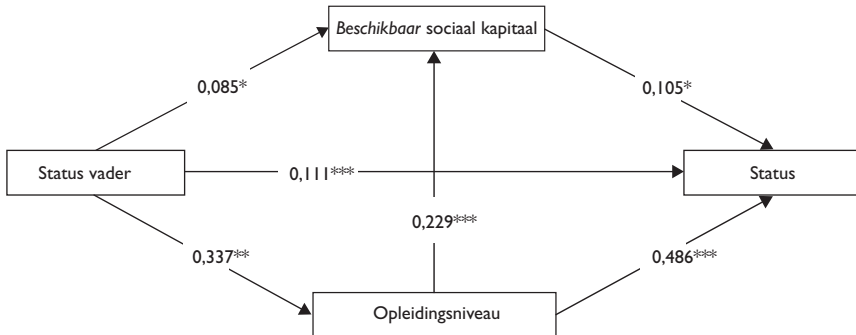 Beschikbaar sociaal kapitaal
0,085*
0,105*
Status vader
0,111***
Status
0,229***
0,337**
0,486***
Opleidingsniveau